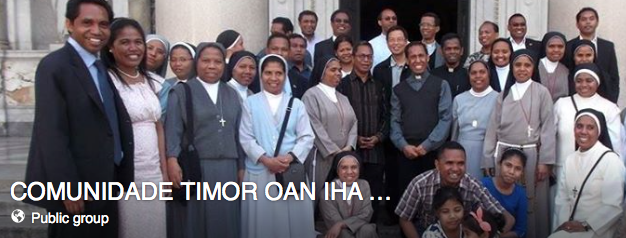 COMUNIDADE TIMOR OAN IHA ...
Public group